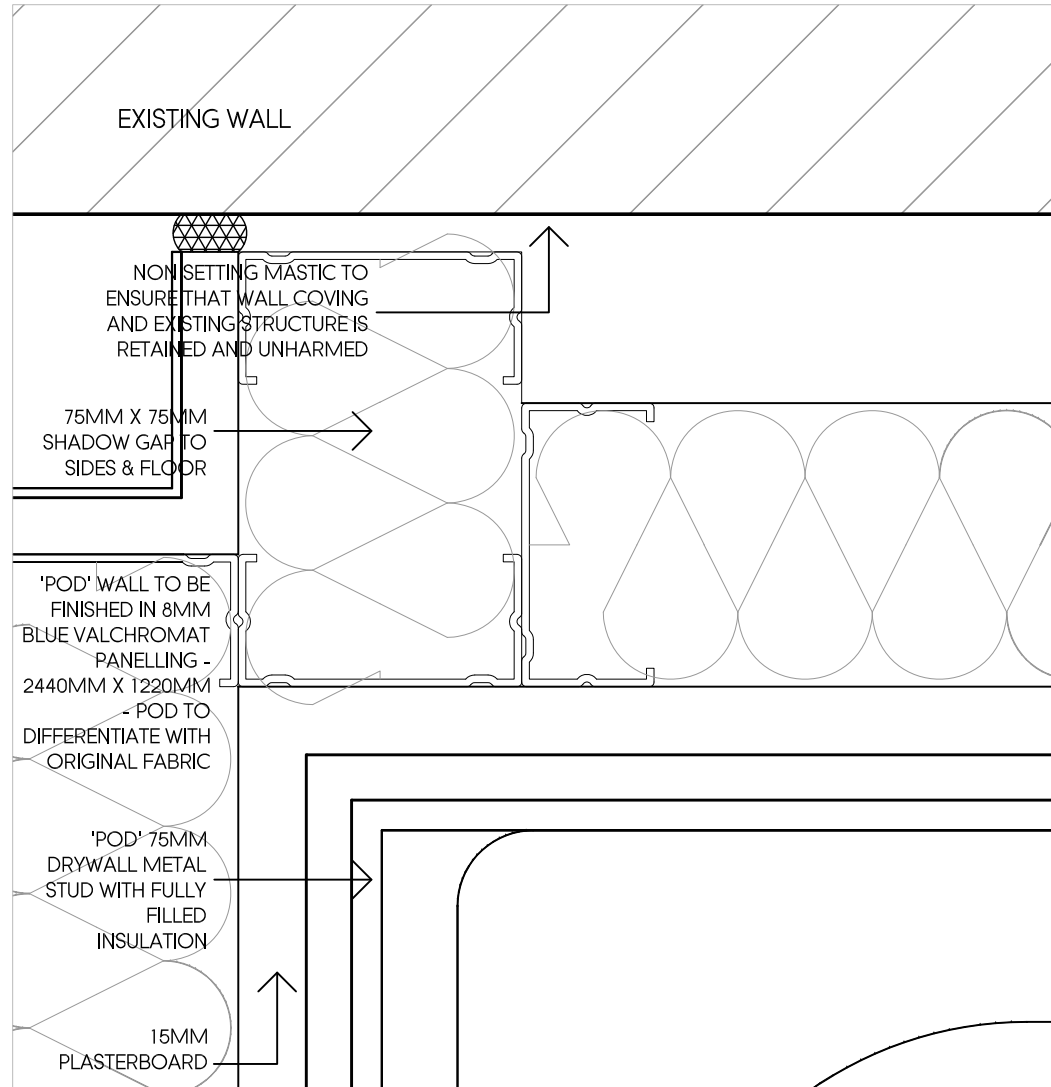 EXISTING WALL
NON SETTING MASTIC TO
ENSURE THAT WALL COVING
AND EXISTING STRUCTURE IS
RETAINED AND UNHARMED
75MM X 75MM
SHADOW GAP TO
SIDES & FLOOR
'POD' WALL TO BE
FINISHED IN 8MM
BLUE VALCHROMAT
PANELLING -
2440MM X 1220MM
- POD TO
DIFFERENTIATE WITH
ORIGINAL FABRIC
'POD' 75MM
DRYWALL METAL
STUD WITH FULLY
FILLED
INSULATION
15MM
PLASTERBOARD